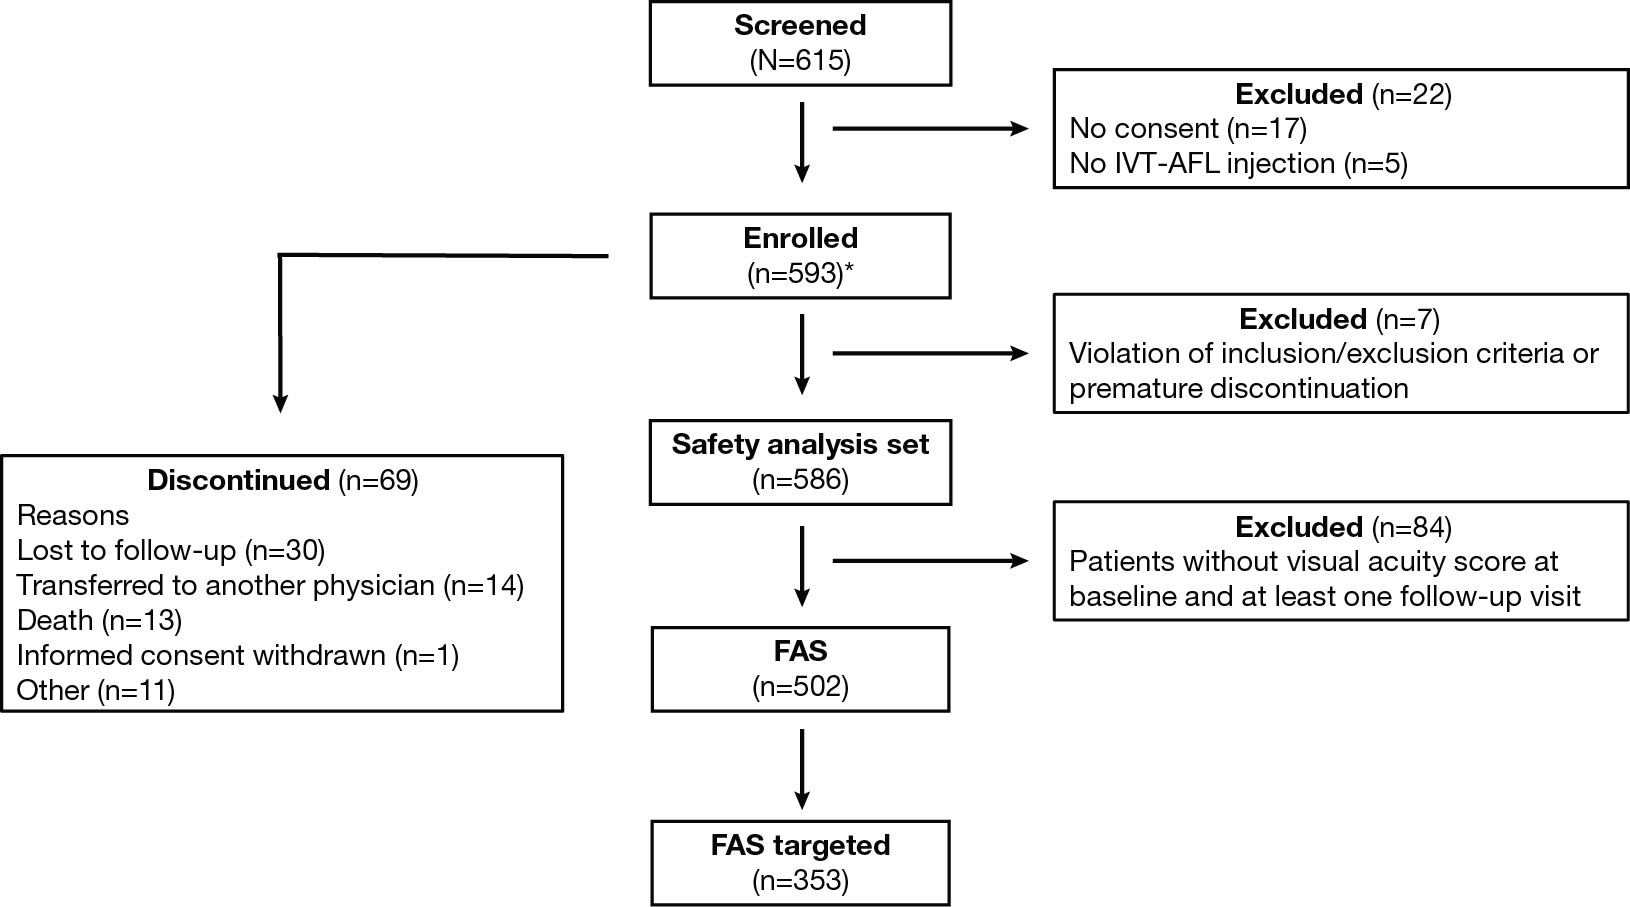 Screened
(N=615)
Excluded (n=22)
No consent (n=17)
No IVT-AFL injection (n=5)
Enrolled
(n=593)*
Excluded (n=7)
Violation of inclusion/exclusion criteria or
premature discontinuation
Safety analysis set
(n=586)
Discontinued (n=69)
Reasons
Lost to follow-up (n=30)
Transferred to another physician (n=14)
Death (n=13)
Informed consent withdrawn (n=1)
Other (n=11)
Excluded (n=84)
Patients without visual acuity score at
baseline and at least one follow-up visit
FAS
(n=502)
FAS targeted
(n=353)